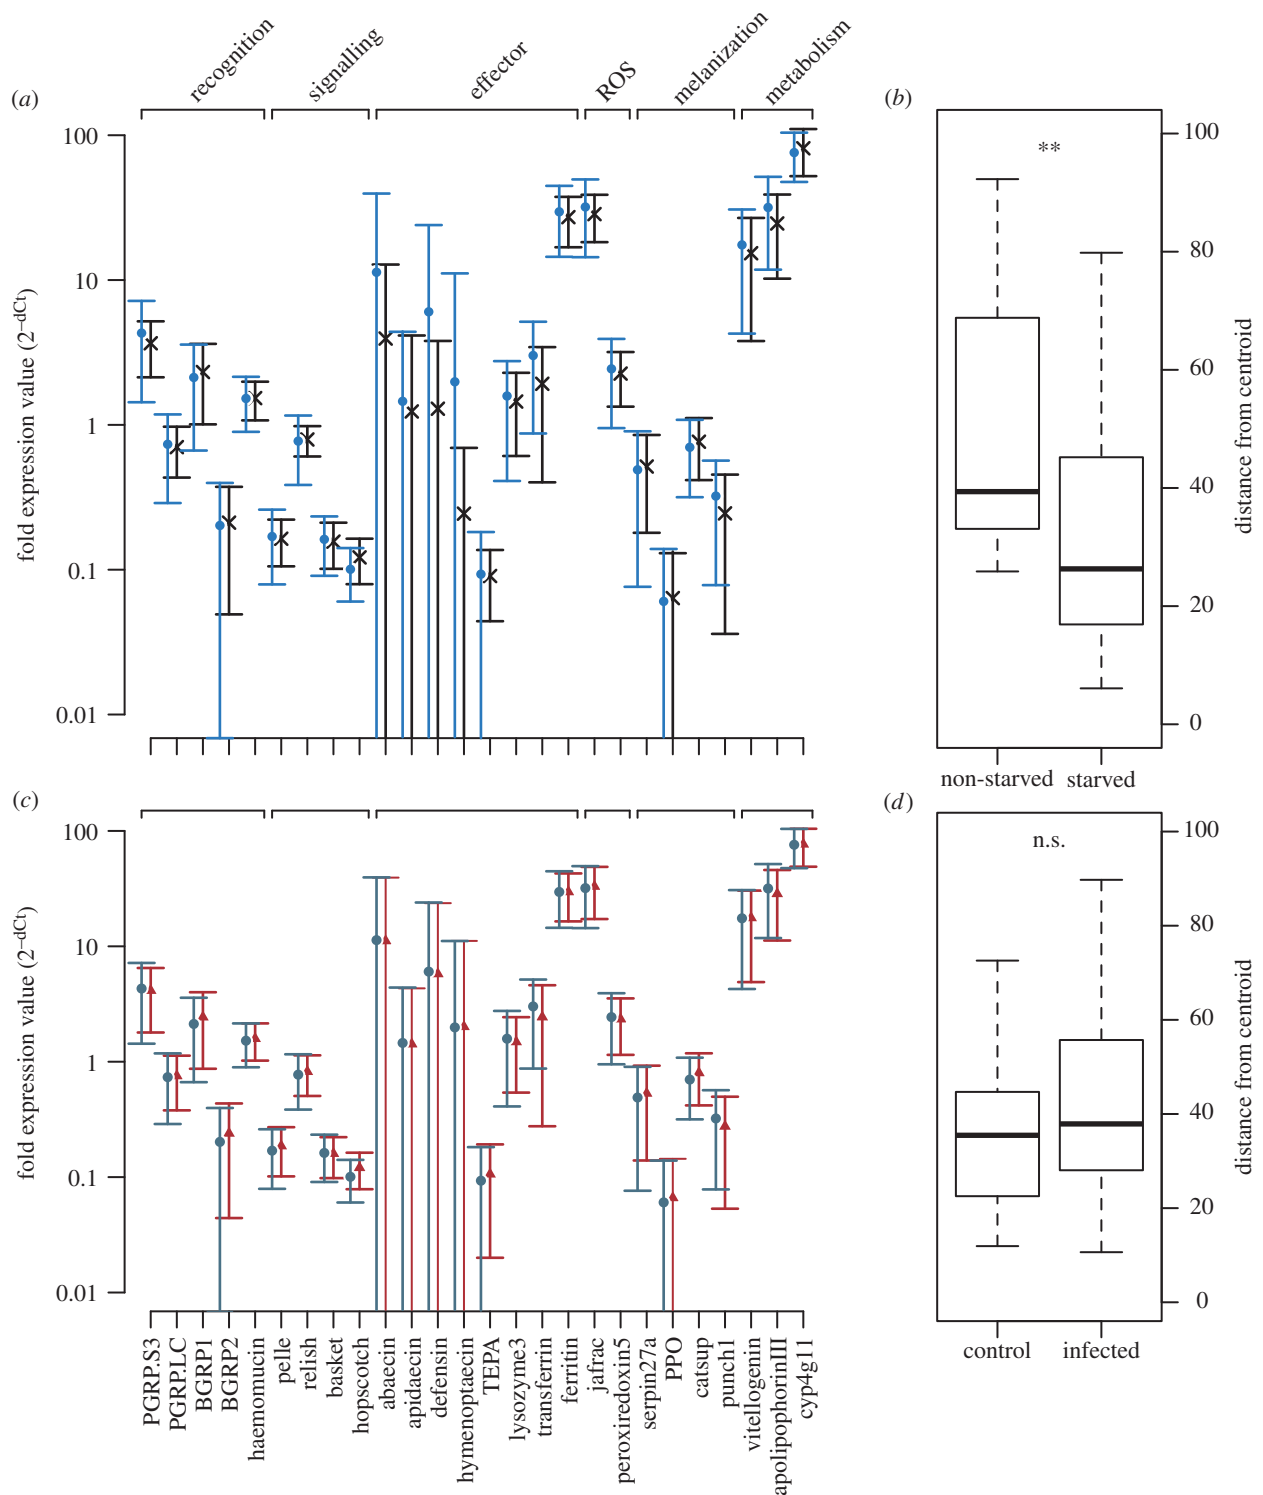 recognition
signalling
effector
ROS
melanization
metabolism
(a)
100
10
1
0.1
0.01
fold expression value (2–dCt)
(b)
**
100
80
60
40
20
0
distance from centroid
non-starved starved
(c)
100
10
1
0.1
0.01
fold expression value (2–dCt)
PGRP.S3
PGRP.LC
BGRP1
BGRP2
haemomucin
pelle
relish
basket
hopscotch
abaecin
apidaecin
defensin
hymenoptaecin
TEPA
lysozyme3
transferrin
ferritin
jafrac
peroxiredoxin5
serpin27a
PPO
catsup
punch1
vitellogenin
apolipophorinIII
cyp4g11
(d)
n.s.
100
80
60
40
20
0
distance from centroid
control infected